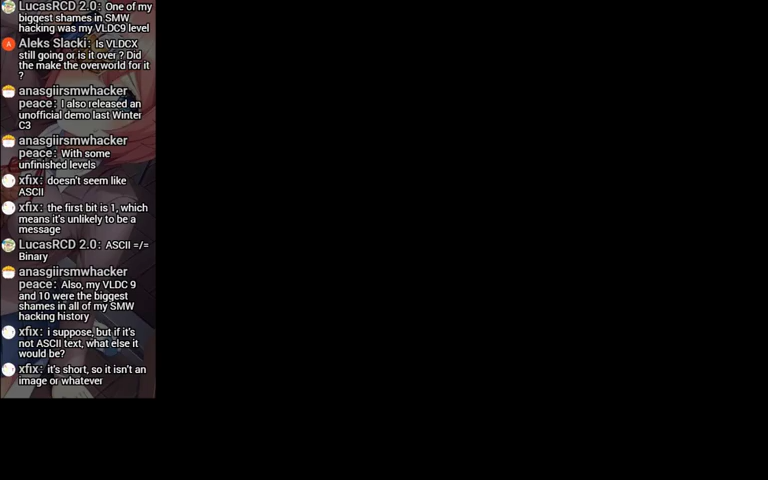 LucasRCD 2.0: One of my
biggest shames in SMW
hacking was my VLDC9 level
A Aleks Slacki: Is VLDCX
still going or is it over ? Did
the make the overworld for it
?
anasgiirsmwhacker
peace: I also released an
unofficial demo last Winter
C3
anasgiirsmwhacker
peace: With some
unfinished levels
xfix: doesn't seem like
ASCII
xfix: the first bit is 1, which
means it's unlikely to be a
message
LucasRCD 2.0: ASCII =/=
Binary
anasgiirsmwhacker
peace: Also, my VLDC 9
and 10 were the biggest
shames in all of my SMW
hacking history
xfix: i suppose, but if it's
not ASCII text, what else it
would be?
xfix: it's short, so it isn't an
image or whatever